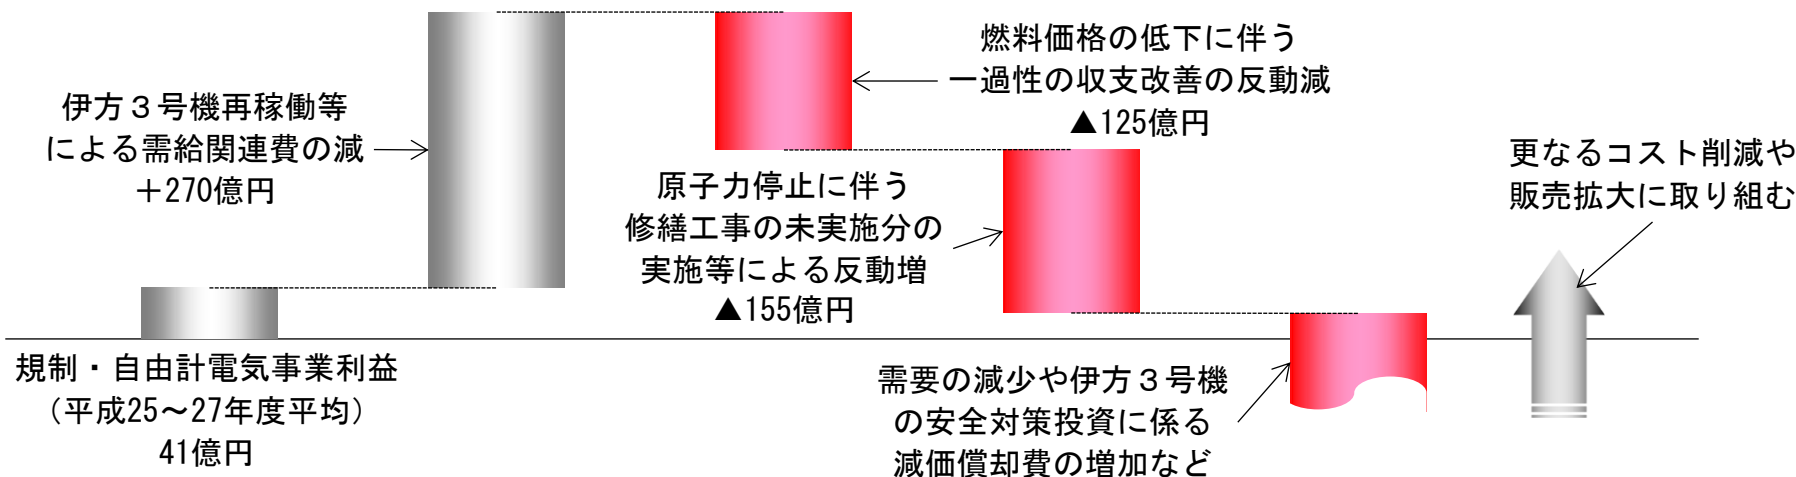 伊方３号機再稼働等
による需給関連費の減
＋270億円
燃料価格の低下に伴う
一過性の収支改善の反動減
▲125億円
原子力停止に伴う
修繕工事の未実施分の
実施等による反動増
▲155億円
更なるコスト削減や
販売拡大に取り組む
規制・自由計電気事業利益
（平成25～27年度平均）
41億円
需要の減少や伊方３号機
の安全対策投資に係る
減価償却費の増加など